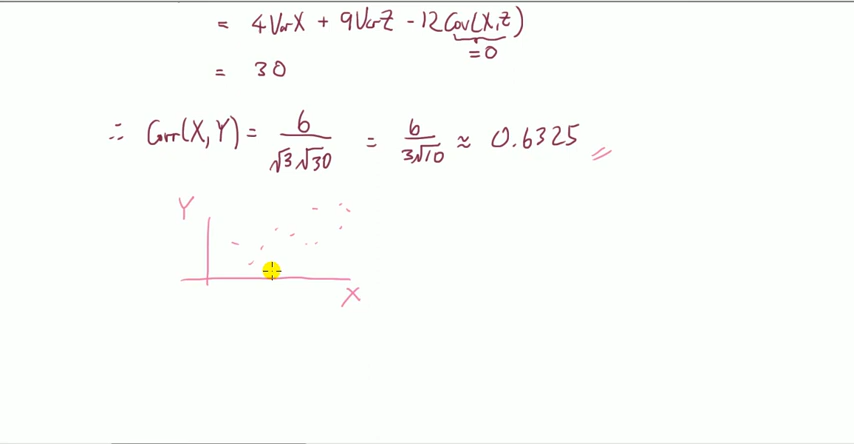 = 4VarX + 9VarZ - 12Cov(X,Z)
=0
= 30
∴ Corr(X,Y) = 6/(√3√30) = 6/(3√10) ≈ 0.6325
Y
X